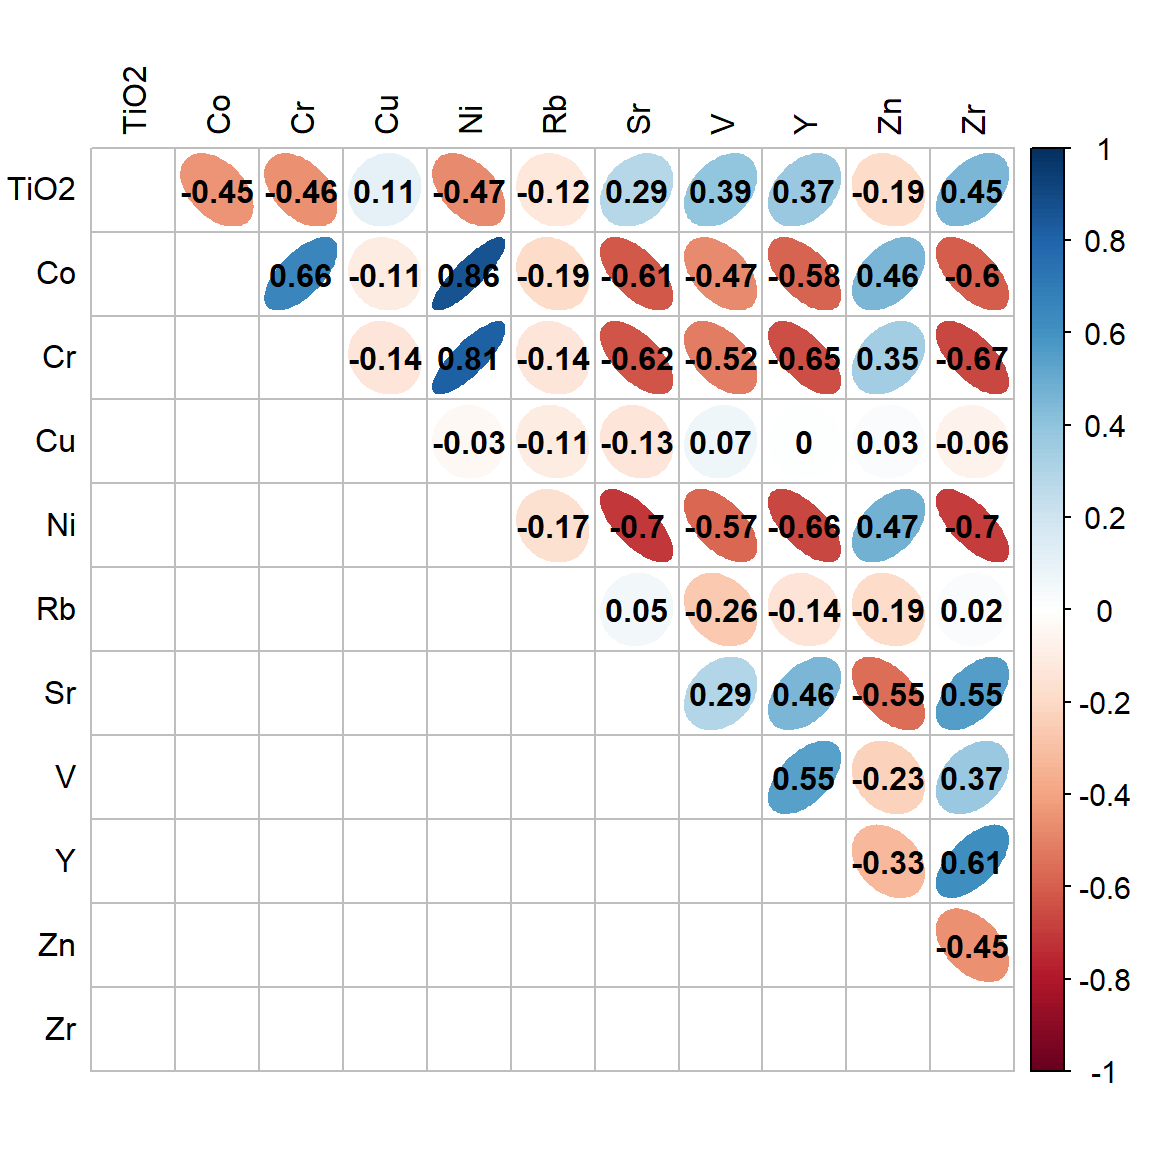 TiO2 Co Cr Cu Ni Rb Sr V Y Zn Zr
TiO2 -0.45 -0.46 0.11 -0.47 -0.12 0.29 0.39 0.37 -0.19 0.45
Co 0.66 -0.11 0.86 -0.19 -0.61 -0.47 -0.58 0.46 -0.6
Cr -0.14 0.81 -0.14 -0.62 -0.52 -0.65 0.35 -0.67
Cu -0.03 -0.11 -0.13 0.07 0 0.03 -0.06
Ni -0.17 -0.7 -0.57 -0.66 0.47 -0.7
Rb 0.05 -0.26 -0.14 -0.19 0.02
Sr 0.29 0.46 -0.55 0.55
V 0.55 -0.23 0.37
Y -0.33 0.61
Zn -0.45
Zr
1
0.8
0.6
0.4
0.2
0
-0.2
-0.4
-0.6
-0.8
-1